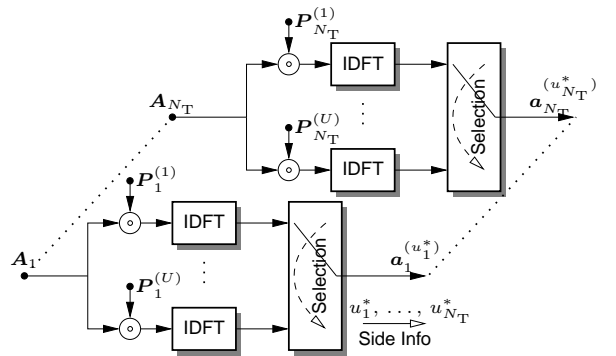 P_{N_T}^{(1)}
IDFT
A_{N_T}
a_{N_T}^{(u_{N_T}^*)}
Selection
P_{N_T}^{(U)}
IDFT
P_1^{(1)}
IDFT
A_1
a_1^{(u_1^*)}
Selection
P_1^{(U)}
IDFT
u_1^*, ..., u_{N_T}^*
Side Info